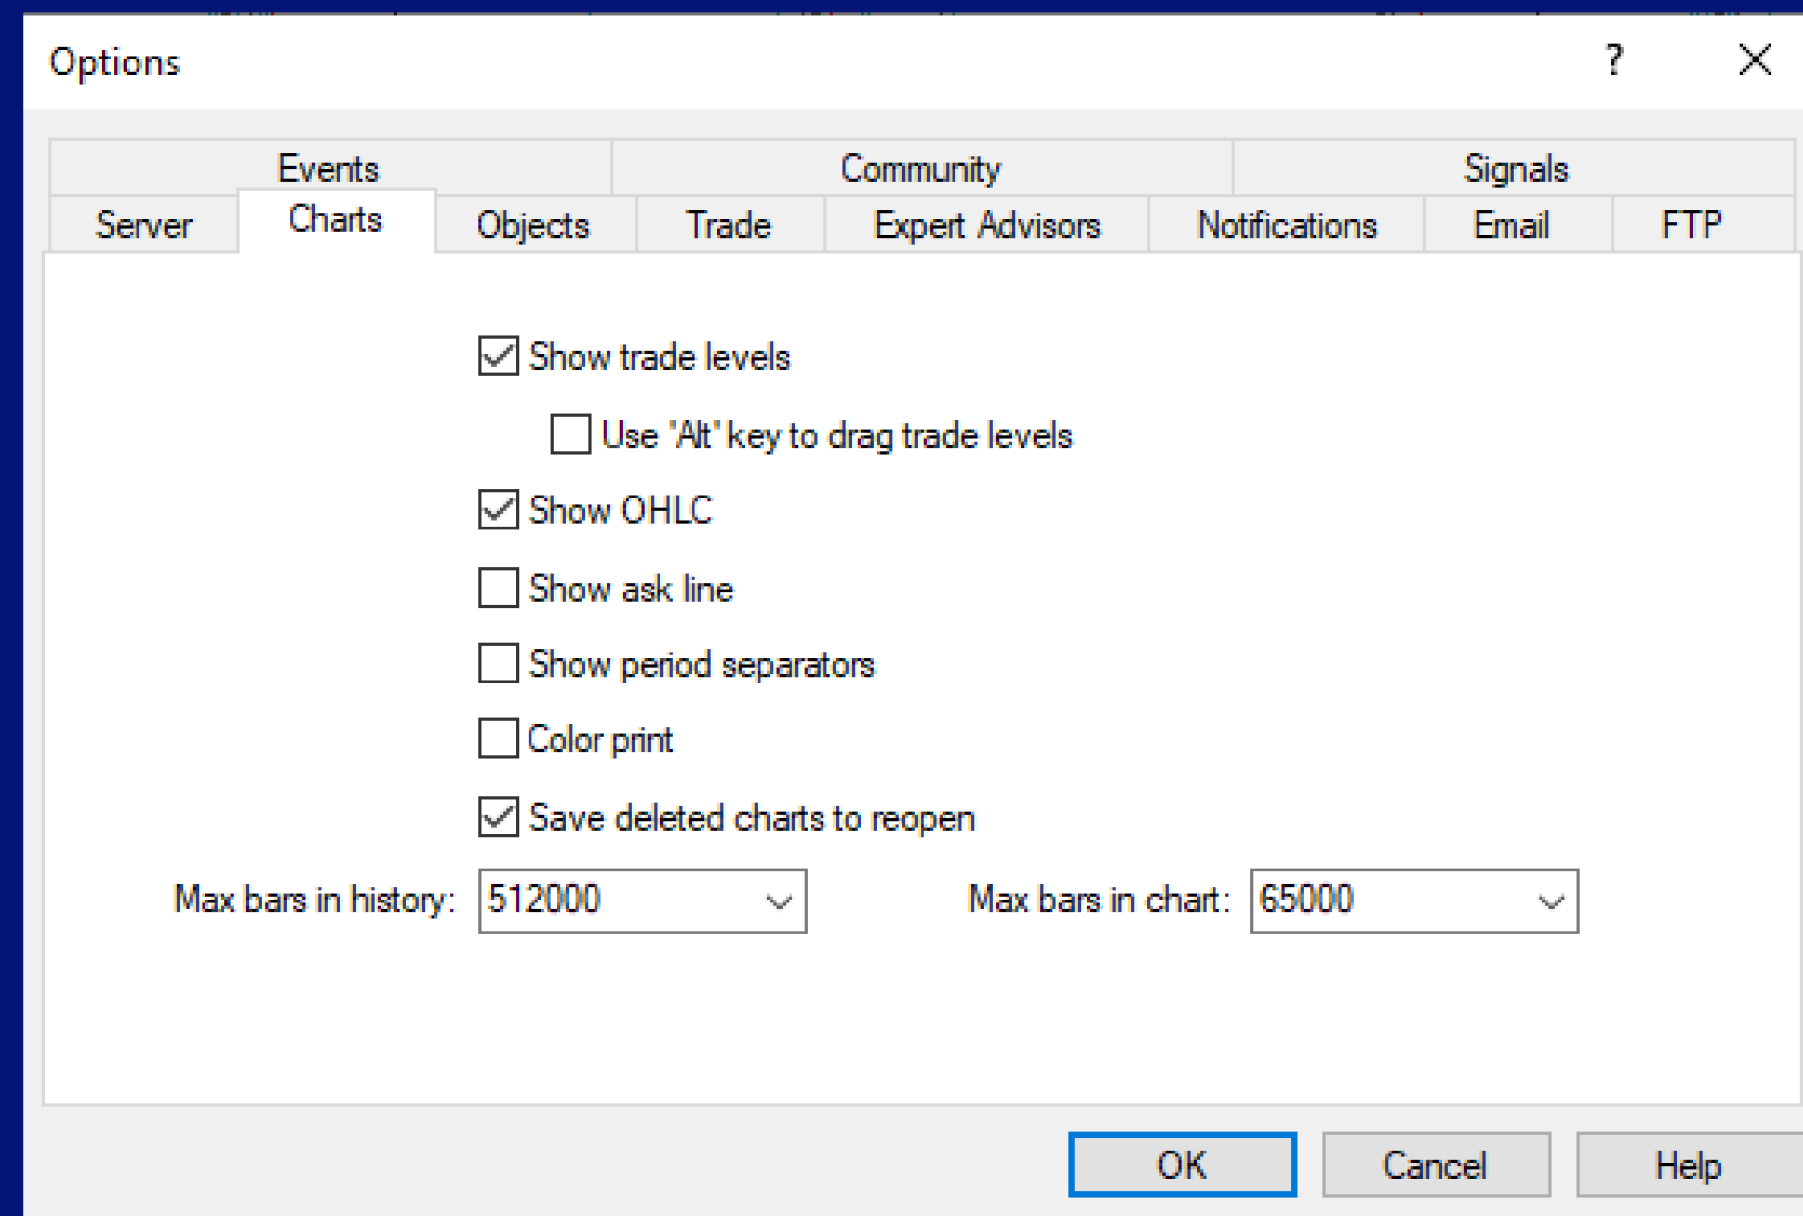 Options ?
Events Community Signals
Server Charts Objects Trade Expert Advisors Notifications Email FTP
Show trade levels
Use 'Alt' key to drag trade levels
Show OHLC
Show ask line
Show period separators
Color print
Save deleted charts to reopen
Max bars in history: 512000 Max bars in chart: 65000
OK Cancel Help